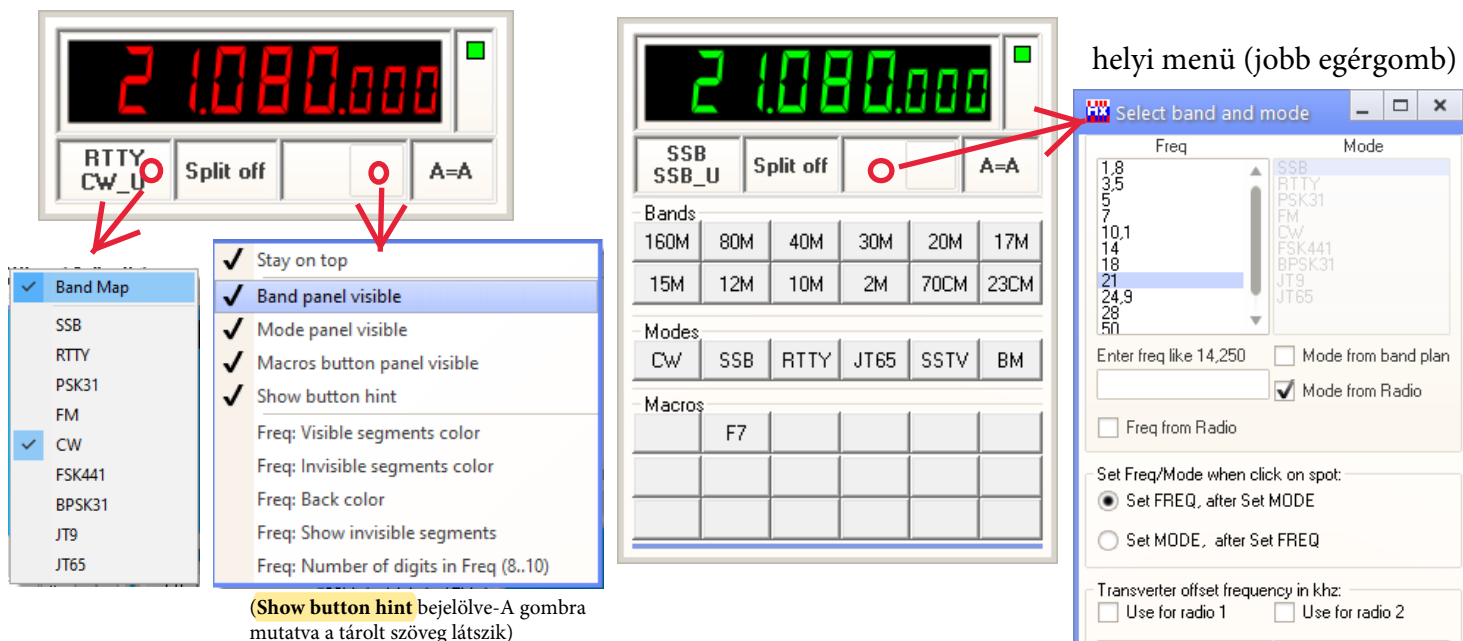 21.080.000
RTTY
CW_U
Split off
A=A
Band Map
SSB
RTTY
PSK31
FM
CW
FSK441
BPSK31
JT9
JT65
Stay on top
Band panel visible
Mode panel visible
Macros button panel visible
Show button hint
Freq: Visible segments color
Freq: Invisible segments color
Freq: Back color
Freq: Show invisible segments
Freq: Number of digits in Freq (8..10)
(Show button hint bejelölve-A gombra
mutatva a tárolt szöveg látszik)
21.080.000
SSB
SSB_U
Split off
A=A
Bands
160M 80M 40M 30M 20M 17M
15M 12M 10M 2M 70CM 23CM
Modes
CW SSB RTTY JT65 SSTV BM
Macros
F7
helyi menü (jobb egérgomb)
Select band and mode
Freq Mode
1,8
3,5
5
7
10,1
14
18
21
24,9
28
50
SSB
RTTY
PSK31
FM
CW
FSK441
BPSK31
JT9
JT65
Enter freq like 14,250
Mode from band plan
Mode from Radio
Freq from Radio
Set Freq/Mode when click on spot:
Set FREQ, after Set MODE
Set MODE, after Set FREQ
Transverter offset frequency in khz:
Use for radio 1 Use for radio 2